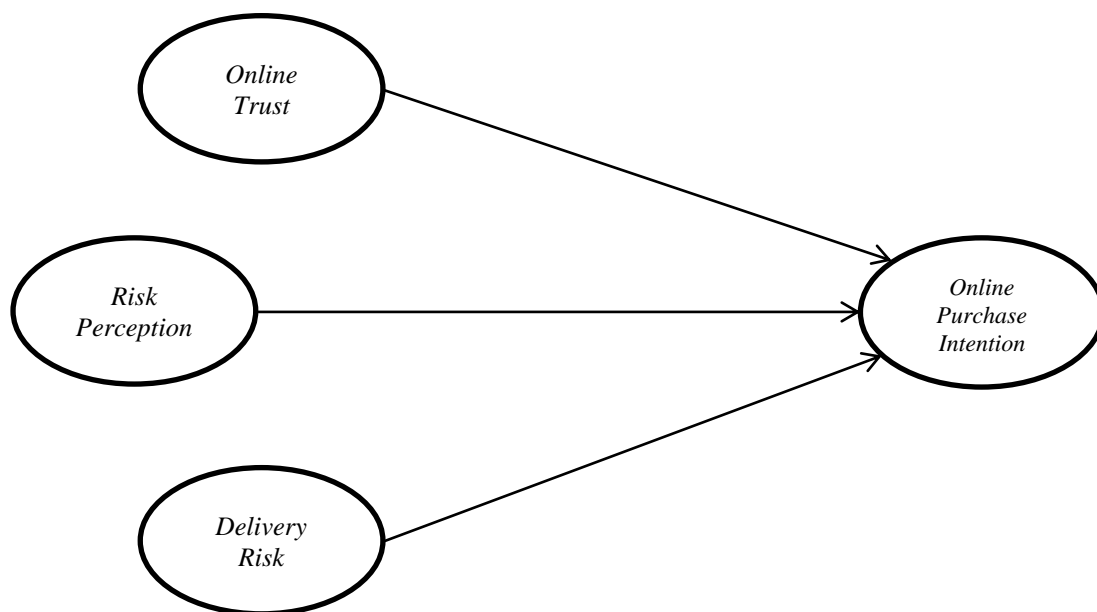 Online
Trust
Risk
Perception
Online
Purchase
Intention
Delivery
Risk